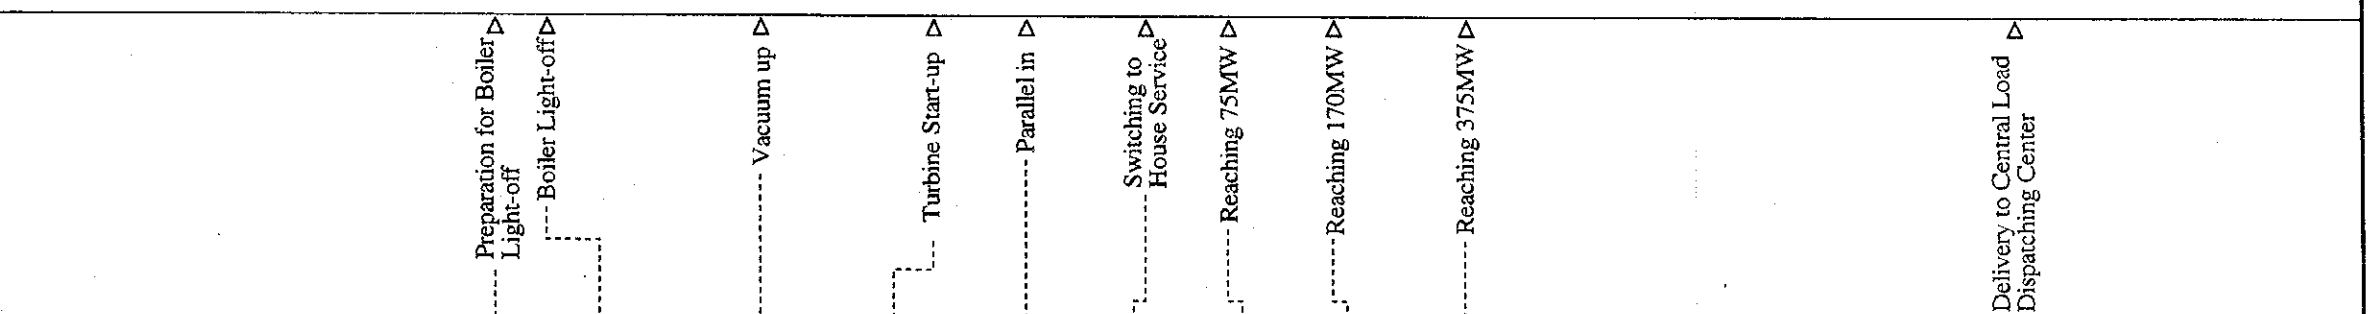 Preparation for Boiler
Light-off
Boiler Light-off
Vacuum up
Turbine Start-up
Parallel in
Switching to
House Service
Reaching 75MW
Reaching 170MW
Reaching 375MW
Delivery to Central Load
Dispatching Center